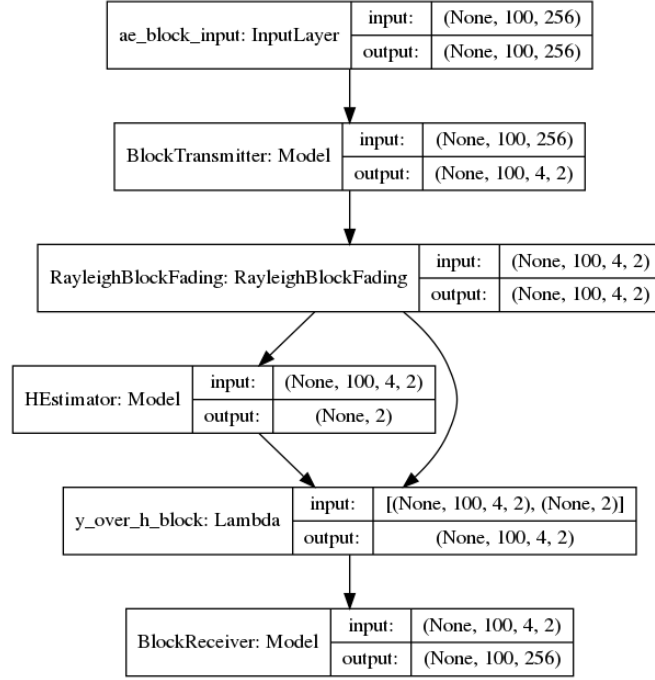 ae_block_input: InputLayer
input: (None, 100, 256)
output: (None, 100, 256)
BlockTransmitter: Model
input: (None, 100, 256)
output: (None, 100, 4, 2)
RayleighBlockFading: RayleighBlockFading
input: (None, 100, 4, 2)
output: (None, 100, 4, 2)
HEstimator: Model
input: (None, 100, 4, 2)
output: (None, 2)
y_over_h_block: Lambda
input: [(None, 100, 4, 2), (None, 2)]
output: (None, 100, 4, 2)
BlockReceiver: Model
input: (None, 100, 4, 2)
output: (None, 100, 256)